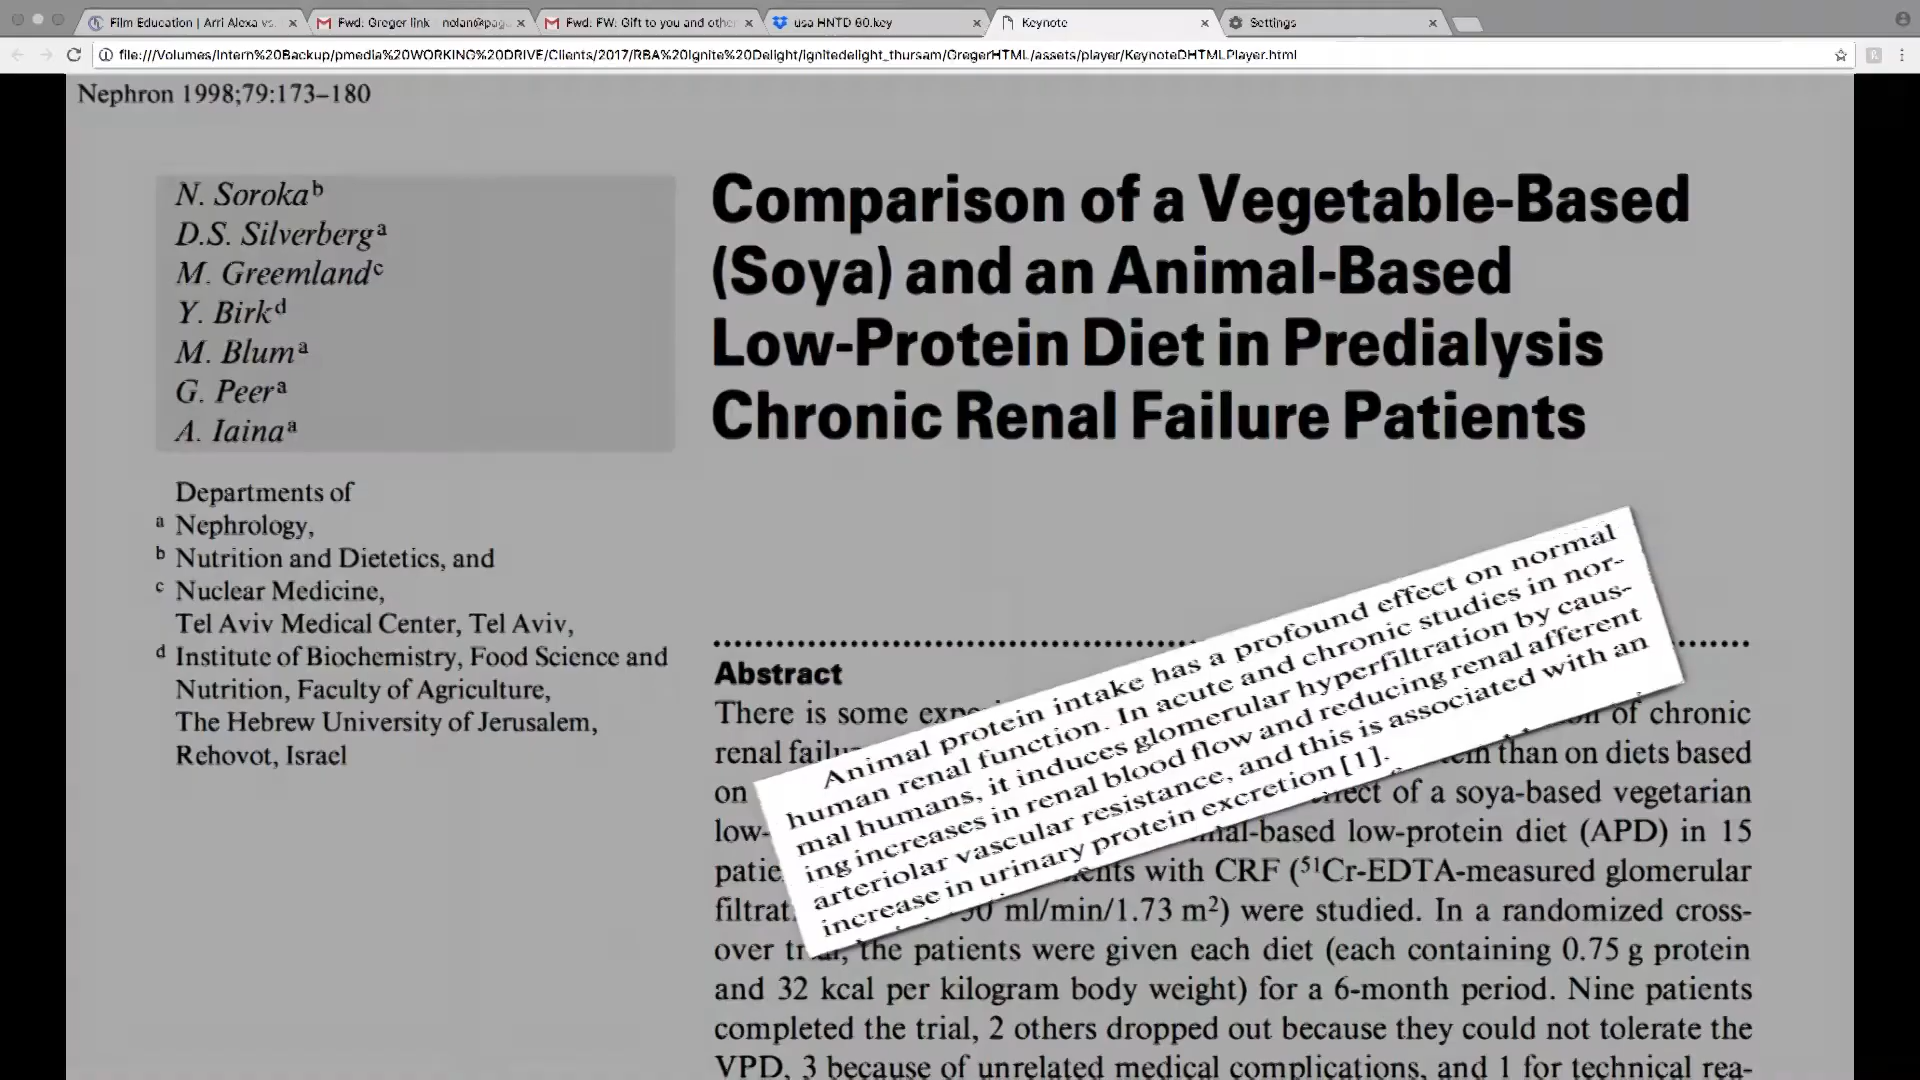 Film Education | Arri Alexa vs.
Fwd: Greger link - nolan@pag
Fwd: FW: Gift to you and other
usa HNTD 60.key
Keynote
Settings
file:///Volumes/Intern%20Backup/pmedia%20WORKING%20DRIVE/Clients/2017/RBA%20Ignite%20Delight/ignitedelight_thursam/GregerHTML/assets/player/KeynoteDHTMLPlayer.html
Nephron 1998;79:173–180
N. Soroka b
D.S. Silverberg a
M. Greemland c
Y. Birk d
M. Blum a
G. Peer a
A. Iaina a
Departments of
a Nephrology,
b Nutrition and Dietetics, and
c Nuclear Medicine,
Tel Aviv Medical Center, Tel Aviv,
d Institute of Biochemistry, Food Science and
Nutrition, Faculty of Agriculture,
The Hebrew University of Jerusalem,
Rehovot, Israel
Comparison of a Vegetable-Based
(Soya) and an Animal-Based
Low-Protein Diet in Predialysis
Chronic Renal Failure Patients
Animal protein intake has a profound effect on normal
human renal function. In acute and chronic studies in nor-
mal humans, it induces glomerular hyperfiltration by caus-
ing increases in renal blood flow and reducing renal afferent
arteriolar vascular resistance, and this is associated with an
increase in urinary protein excretion [1].
Abstract
There is some of chronic
renal than on diets based
on of a soya-based vegetarian
low- low-protein diet (APD) in 15
with CRF (51Cr-EDTA-measured glomerular
ml/min/1.73 m2) were studied. In a randomized cross-
over the patients were given each diet (each containing 0.75 g protein
and 32 kcal per kilogram body weight) for a 6-month period. Nine patients
completed the trial, 2 others dropped out because they could not tolerate the
VPD, 3 because of unrelated medical complications, and 1 for technical rea-